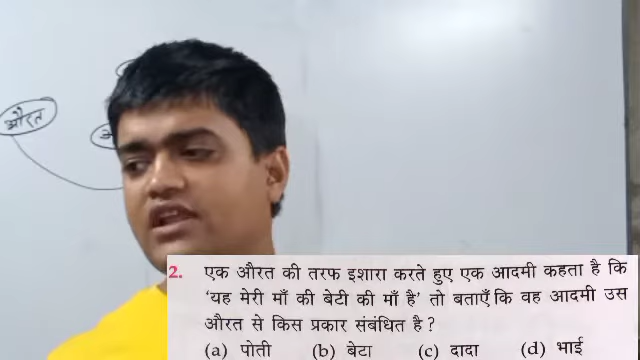 औरत
2. एक औरत की तरफ इशारा करते हुए एक आदमी कहता है कि
‘यह मेरी माँ की बेटी की माँ है’ तो बताएँ कि वह आदमी उस
औरत से किस प्रकार संबंधित है ?
(a) पोती (b) बेटा (c) दादा (d) भाई